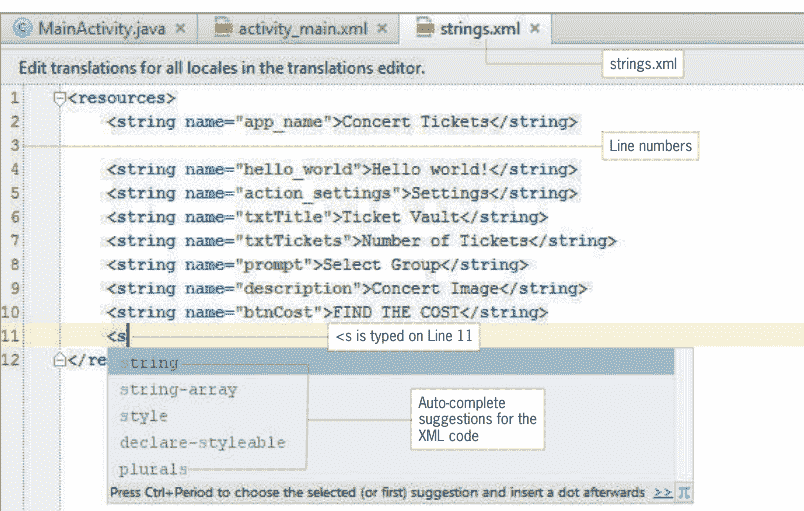 MainActivity.java × activity_main.xml × strings.xml ×
strings.xml
Edit translations for all locales in the translations editor.
1 <resources>
2 <string name="app_name">Concert Tickets</string>
3 Line numbers
4 <string name="hello_world">Hello world!</string>
5 <string name="action_settings">Settings</string>
6 <string name="txtTitle">Ticket Vault</string>
7 <string name="txtTickets">Number of Tickets</string>
8 <string name="prompt">Select Group</string>
9 <string name="description">Concert Image</string>
10 <string name="btnCost">FIND THE COST</string>
11 <s <s is typed on Line 11
12 </re
string
string-array
style
declare-styleable
plurals
Auto-complete
suggestions for the
XML code
Press Ctrl+Period to choose the selected (or first) suggestion and insert a dot afterwards >> π